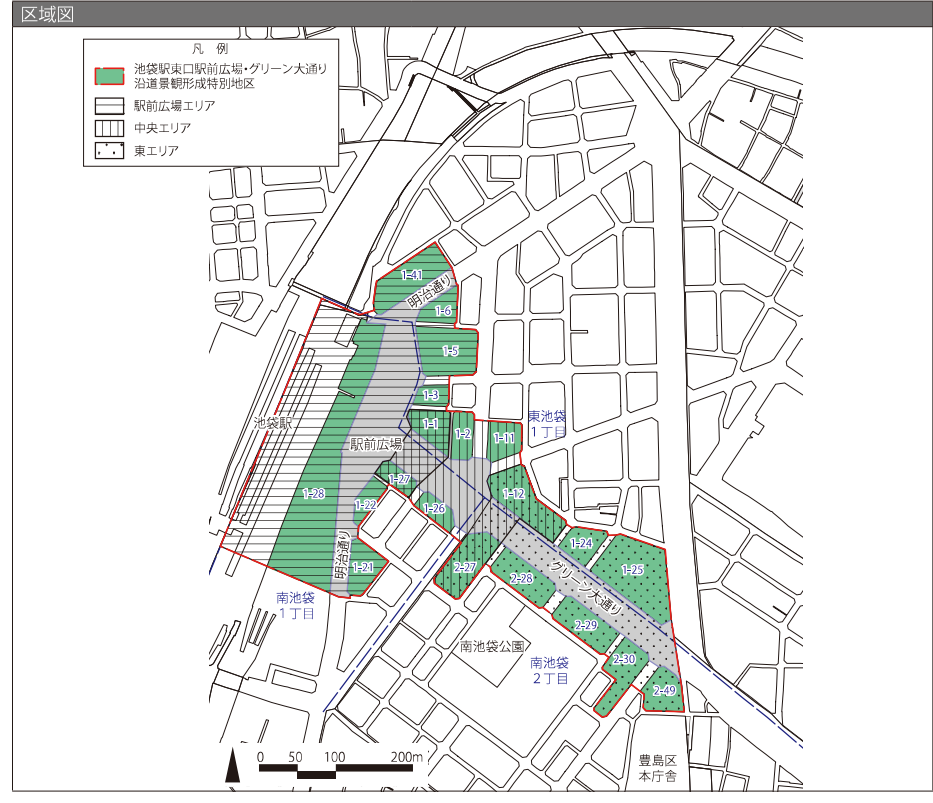 区域図
凡 例
池袋駅東口駅前広場・グリーン大通り
沿道景観形成特別地区
駅前広場エリア
中央エリア
東エリア
1-41
明治通り
1-6
1-5
1-3
池袋駅
1-1
1-2
東池袋
1丁目
1-11
駅前広場
1-27
1-28
1-22
1-26
1-12
明治通り
1-21
1-24
1-25
2-27
2-28
グリーン大通り
南池袋
1丁目
2-29
南池袋公園
南池袋
2丁目
2-30
2-49
0 50 100 200m
豊島区
本庁舎